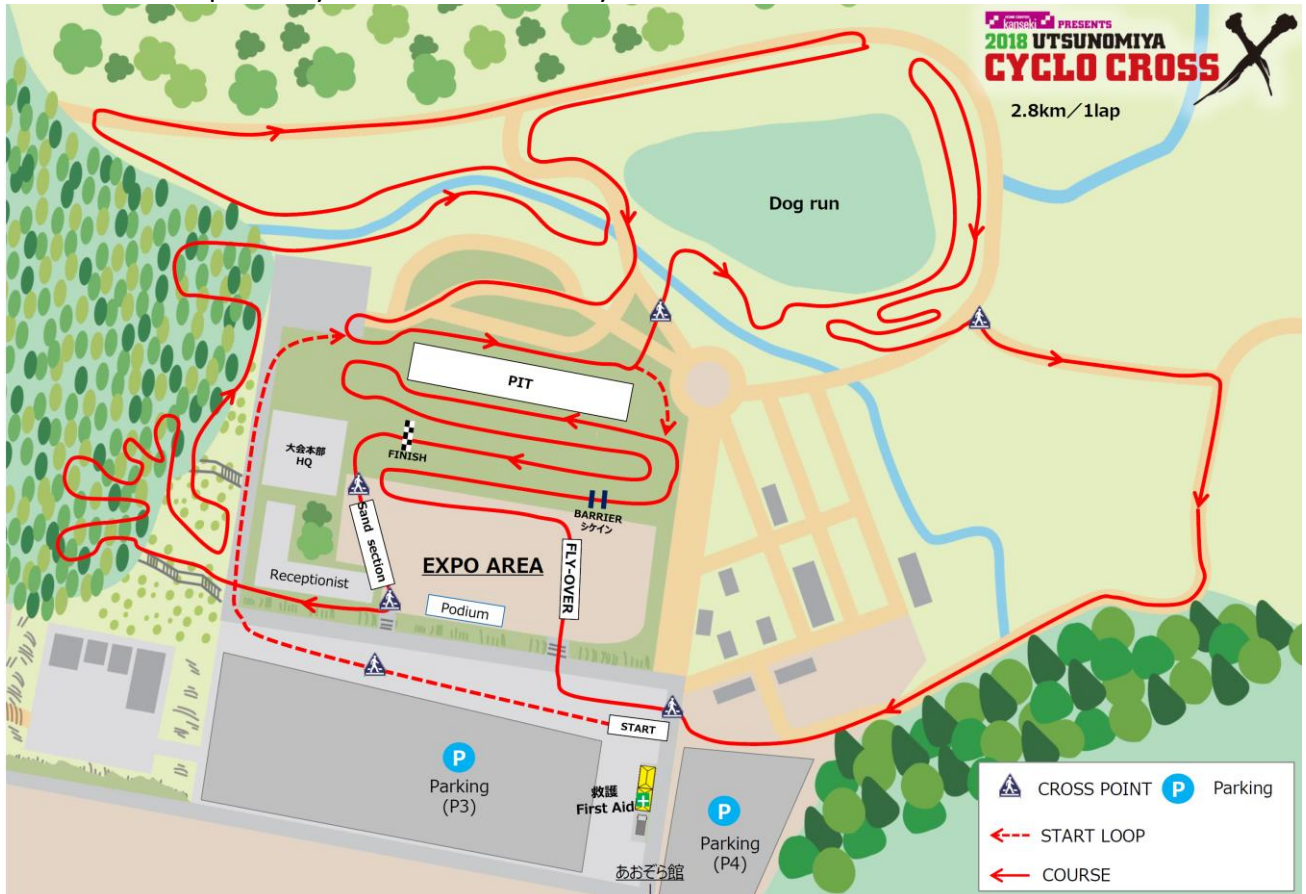 kanseki PRESENTS
2018 UTSUNOMIYA
CYCLO CROSS X
2.8km／1lap
Dog run
PIT
大会本部
HQ
FINISH
BARRIER
シケイン
Sand section
EXPO AREA
FLY-OVER
Receptionist
Podium
START
P
Parking
(P3)
救護
First Aid
P
Parking
(P4)
あおぞら館
CROSS POINT P Parking
START LOOP
COURSE